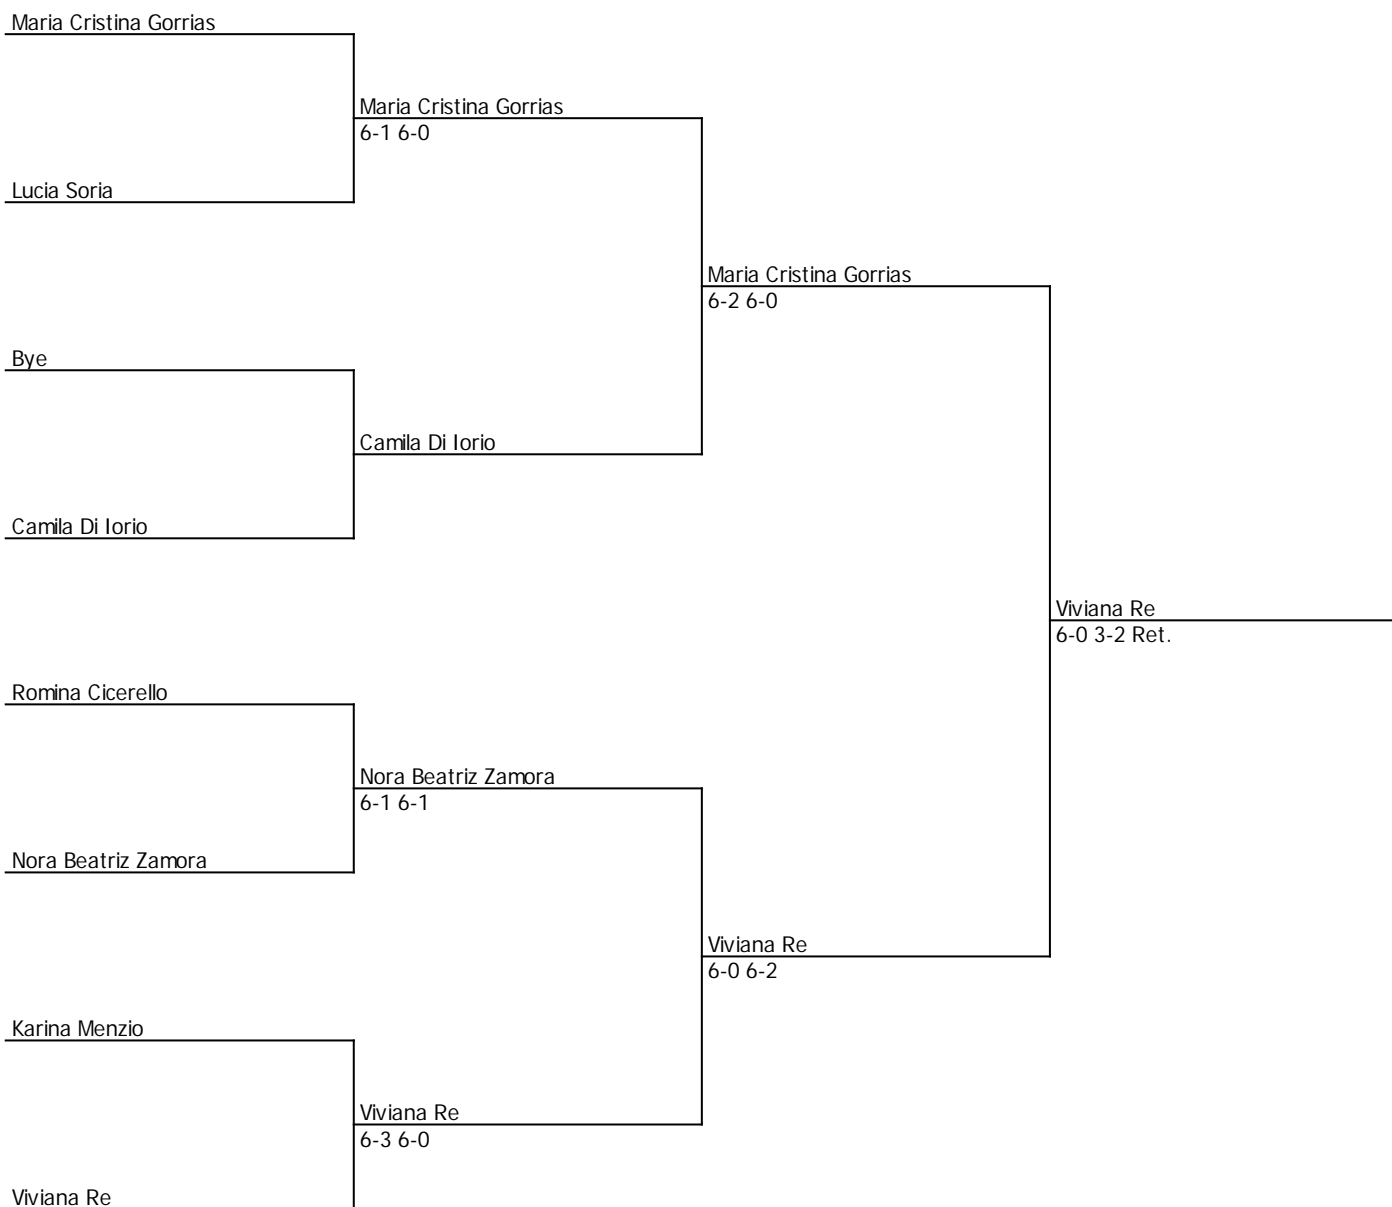 Maria Cristina Gorrias
Maria Cristina Gorrias
6-1 6-0
Lucia Soria
Maria Cristina Gorrias
6-2 6-0
Bye
Camila Di Iorio
Camila Di Iorio
Viviana Re
6-0 3-2 Ret.
Romina Cicerello
Nora Beatriz Zamora
6-1 6-1
Nora Beatriz Zamora
Viviana Re
6-0 6-2
Karina Menzio
Viviana Re
6-3 6-0
Viviana Re